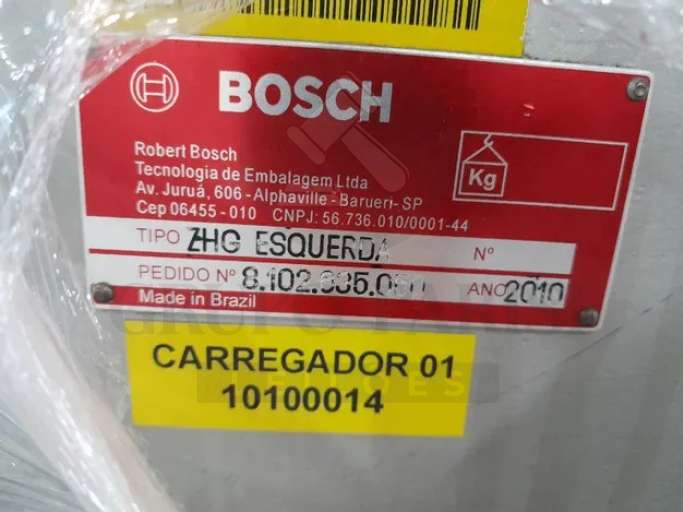 BOSCH
Robert Bosch
Tecnologia de Embalagem Ltda
Av. Juruá, 606 - Alphaville - Barueri- SP
Cep 06455 - 010 CNPJ: 56.736.010/0001-44
Kg
TIPO ZHG ESQUERDA Nº
PEDIDO Nº ANO 2010
Made in Brazil
CARREGADOR 01
10100014
LEILÕES